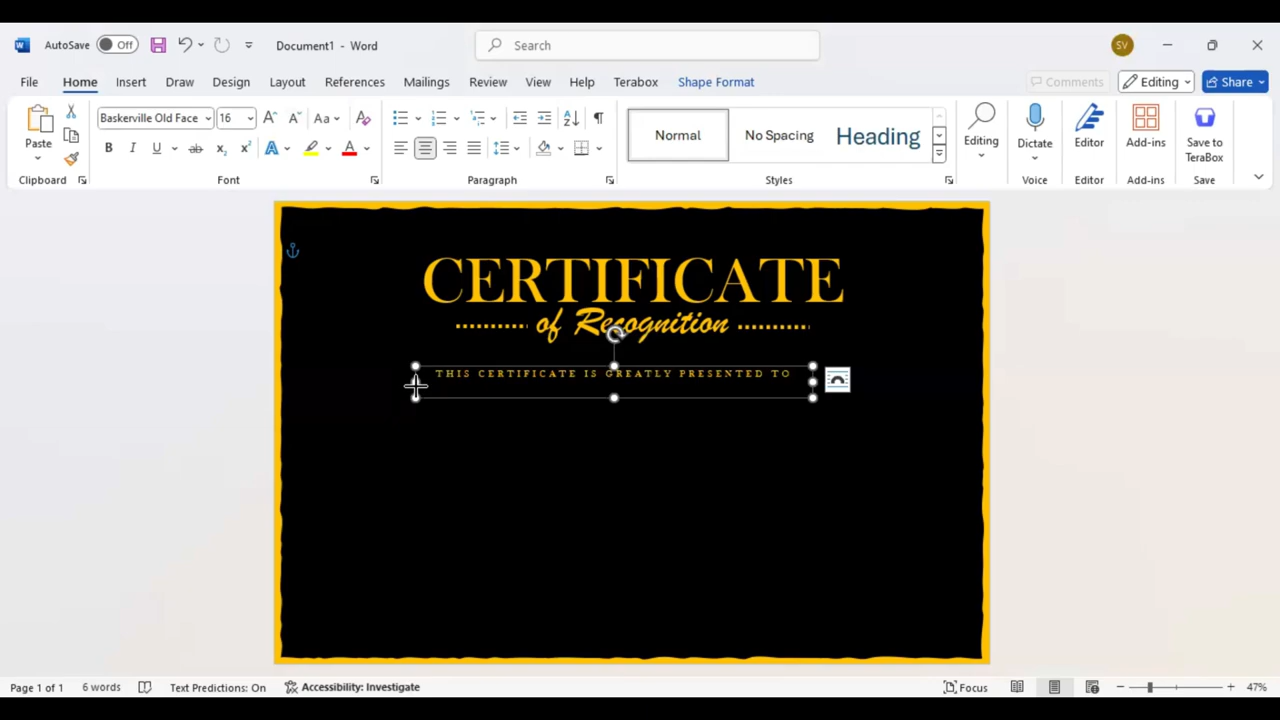 AutoSave Off Document1 - Word Search SV
File Home Insert Draw Design Layout References Mailings Review View Help Terabox Shape Format Comments Editing Share
Paste Baskerville Old Face 16 Aa Normal No Spacing Heading Editing Dictate Editor Add-ins Save to
TeraBox
Clipboard Font Paragraph Styles Voice Editor Add-ins Save
CERTIFICATE
of Recognition
THIS CERTIFICATE IS GREATLY PRESENTED TO
Page 1 of 1 6 words Text Predictions: On Accessibility: Investigate Focus 47%